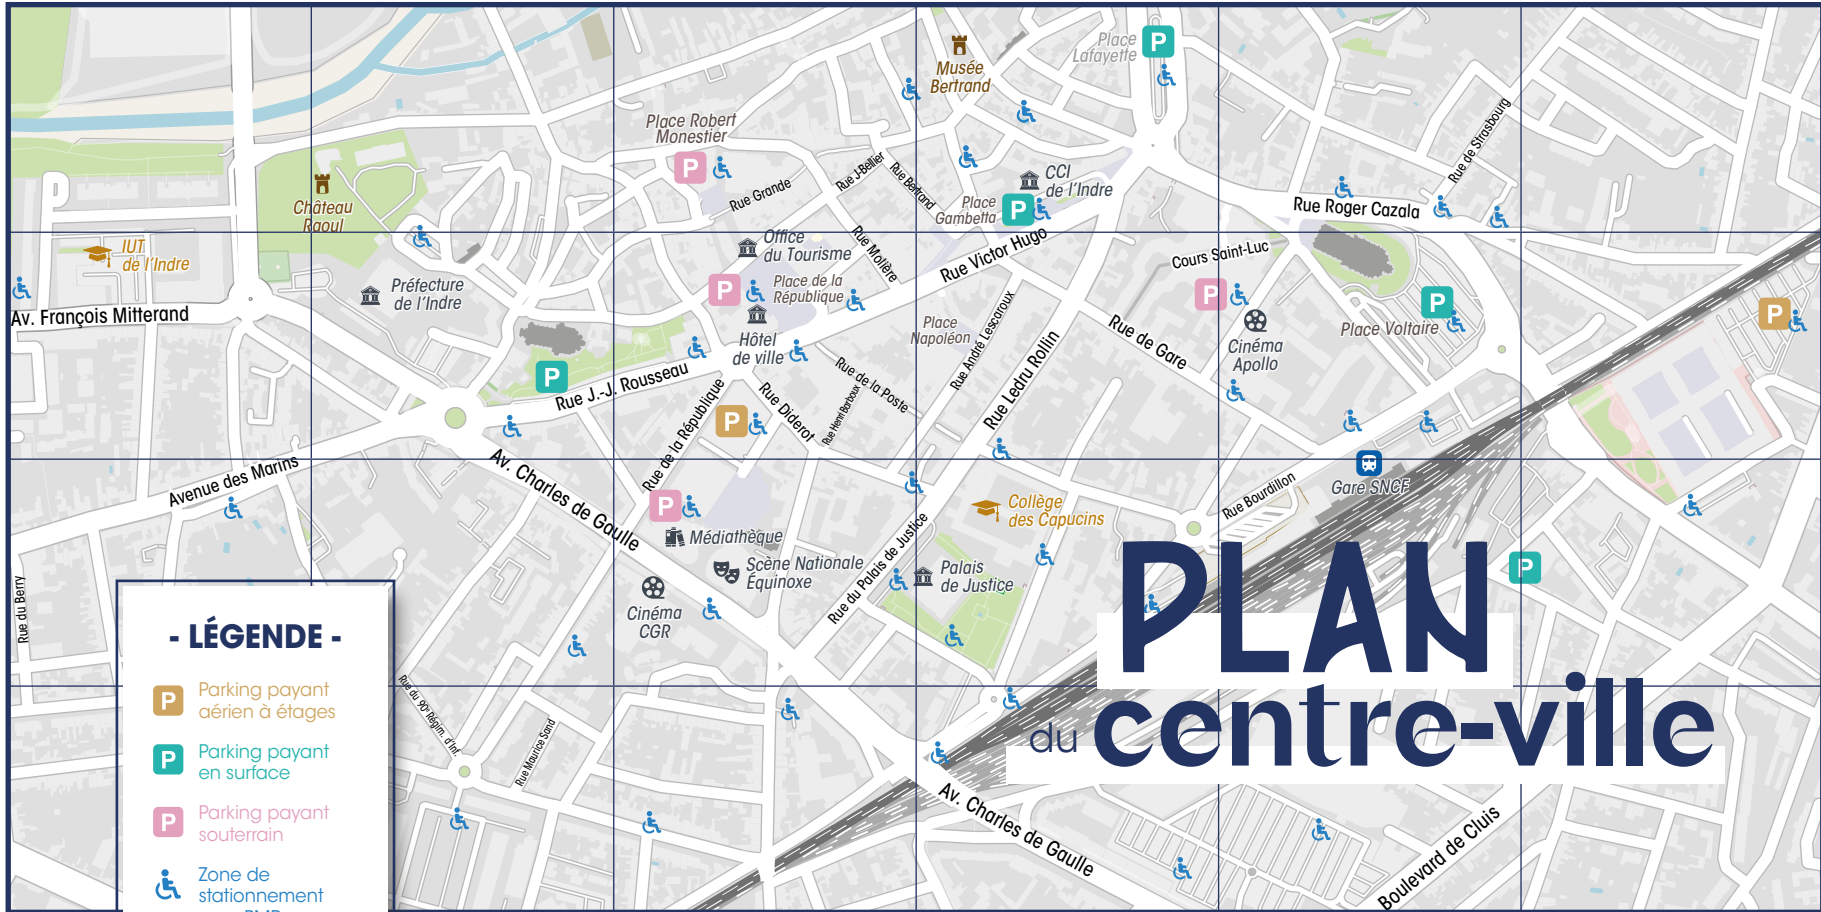 Place
Lafayette
P
Musée
Bertrand
Place Robert
Monestier
P
Rue Grande
Rue J-Bellier
Rue Bertrand
CCI
de l'Indre
Place
Gambetta
P
Rue de Strasbourg
Rue Roger Cazala
Château
Raoul
IUT
de l'Indre
Préfecture
de l'Indre
Av. François Mitterand
Office
du Tourisme
Rue Molière
Rue Victor Hugo
Cours Saint-Luc
P
Place de la
République
Hôtel
de ville
P
Cinéma
Apollo
P
Place Voltaire
P
Place
Napoléon
Rue André Lescaroux
Rue Ledru Rollin
Rue de Gare
P
Rue J.-J. Rousseau
Rue de la République
P
Rue Diderot
Rue Henri Barboux
Rue de la Poste
Avenue des Marins
Av. Charles de Gaulle
P
Médiathèque
Scène Nationale
Équinoxe
Cinéma
CGR
Collège
des Capucins
Rue du Palais de Justice
Palais
de Justice
Rue Bourdillon
Gare SNCF
P
Rue du Berry
PLAN
du centre-ville
Rue du 90e Régim. d'Inf.
Rue Maurice Sand
Av. Charles de Gaulle
Boulevard de Cluis
- LÉGENDE -
P
Parking payant
aérien à étages
P
Parking payant
en surface
P
Parking payant
souterrain
Zone de
stationnement